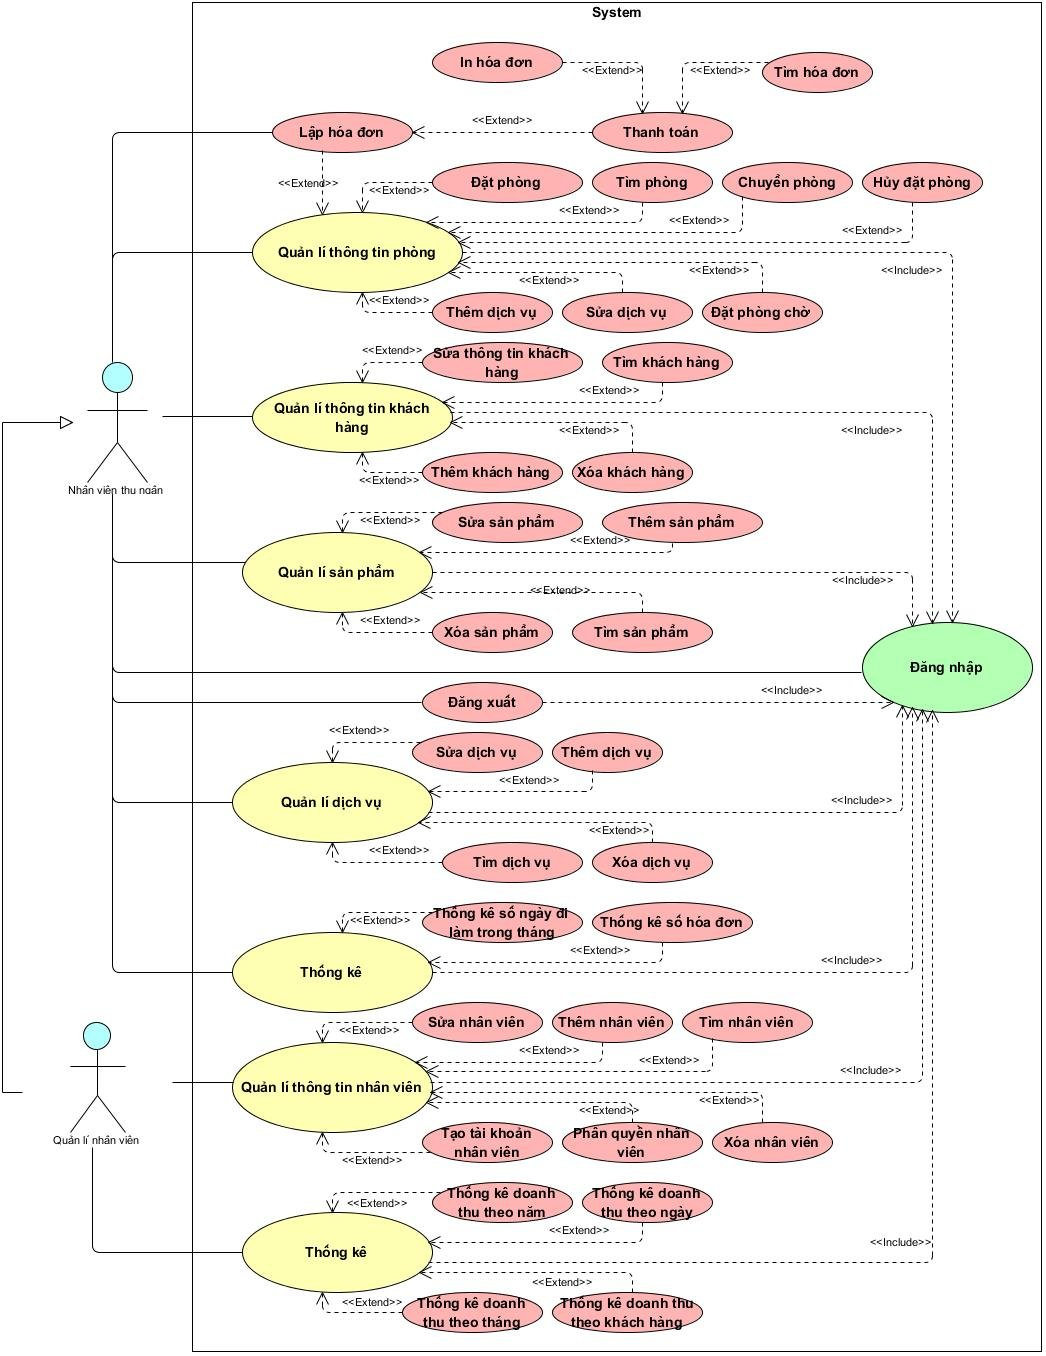 System
In hóa đơn
<<Extend>>
<<Extend>>
Tìm hóa đơn
Lập hóa đơn
<<Extend>>
Thanh toán
<<Extend>>
<<Extend>>
Đặt phòng
Tìm phòng
Chuyển phòng
Hủy đặt phòng
<<Extend>>
<<Extend>>
<<Extend>>
Quản lí thông tin phòng
<<Extend>>
<<Extend>>
<<Include>>
<<Extend>>
Thêm dịch vụ
Sửa dịch vụ
Đặt phòng chờ
<<Extend>>
Sửa thông tin khách
hàng
Tìm khách hàng
<<Extend>>
Quản lí thông tin khách
hàng
<<Extend>>
<<Include>>
<<Extend>>
Thêm khách hàng
Xóa khách hàng
Nhân viên thu ngân
<<Extend>>
Sửa sản phẩm
Thêm sản phẩm
<<Extend>>
Quản lí sản phẩm
<<Include>>
<<Extend>>
<<Extend>>
Xóa sản phẩm
Tìm sản phẩm
Đăng nhập
Đăng xuất
<<Include>>
<<Extend>>
Sửa dịch vụ
Thêm dịch vụ
<<Extend>>
Quản lí dịch vụ
<<Include>>
<<Extend>>
<<Extend>>
Tìm dịch vụ
Xóa dịch vụ
<<Extend>>
Thống kê số ngày đi
làm trong tháng
Thống kê số hóa đơn
<<Extend>>
<<Include>>
Thống kê
<<Extend>>
Sửa nhân viên
Thêm nhân viên
Tìm nhân viên
<<Extend>>
<<Extend>>
<<Include>>
Quản lí thông tin nhân viên
<<Extend>>
<<Extend>>
Quản lí nhân viên
<<Extend>>
Tạo tài khoản
nhân viên
Phân quyền nhân
viên
Xóa nhân viên
<<Extend>>
Thống kê doanh
thu theo năm
Thống kê doanh
thu theo ngày
<<Extend>>
<<Include>>
Thống kê
<<Extend>>
<<Extend>>
Thống kê doanh
thu theo tháng
Thống kê doanh thu
theo khách hàng